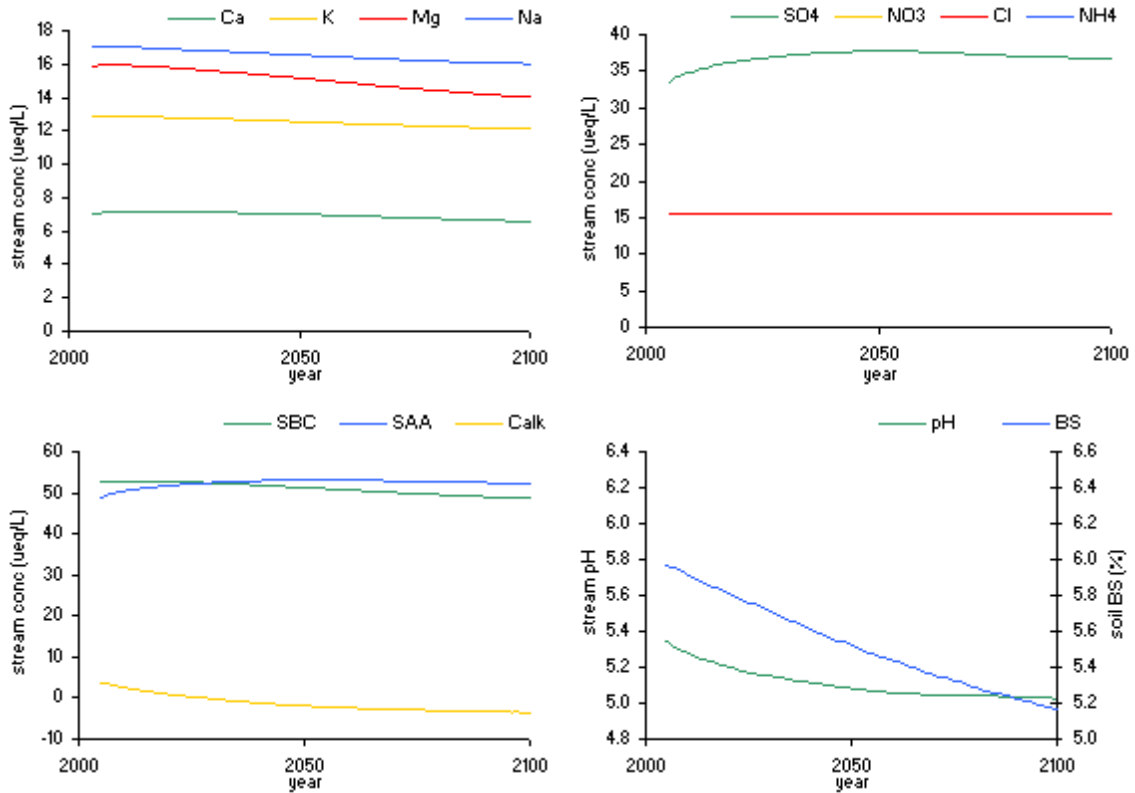 Ca K Mg Na
stream conc (ueq/L)
18
16
14
12
10
8
6
4
2
0
2000 2050 2100
year
SO4 NO3 Cl NH4
stream conc (ueq/L)
40
35
30
25
20
15
10
5
0
2000 2050 2100
year
SBC SAA Calk
stream conc (ueq/L)
60
50
40
30
20
10
0
-10
2000 2050 2100
year
pH BS
stream pH
6.4
6.2
6.0
5.8
5.6
5.4
5.2
5.0
4.8
6.6
6.4
6.2
6.0
5.8
5.6
5.4
5.2
5.0
soil BS (%)
2000 2050 2100
year